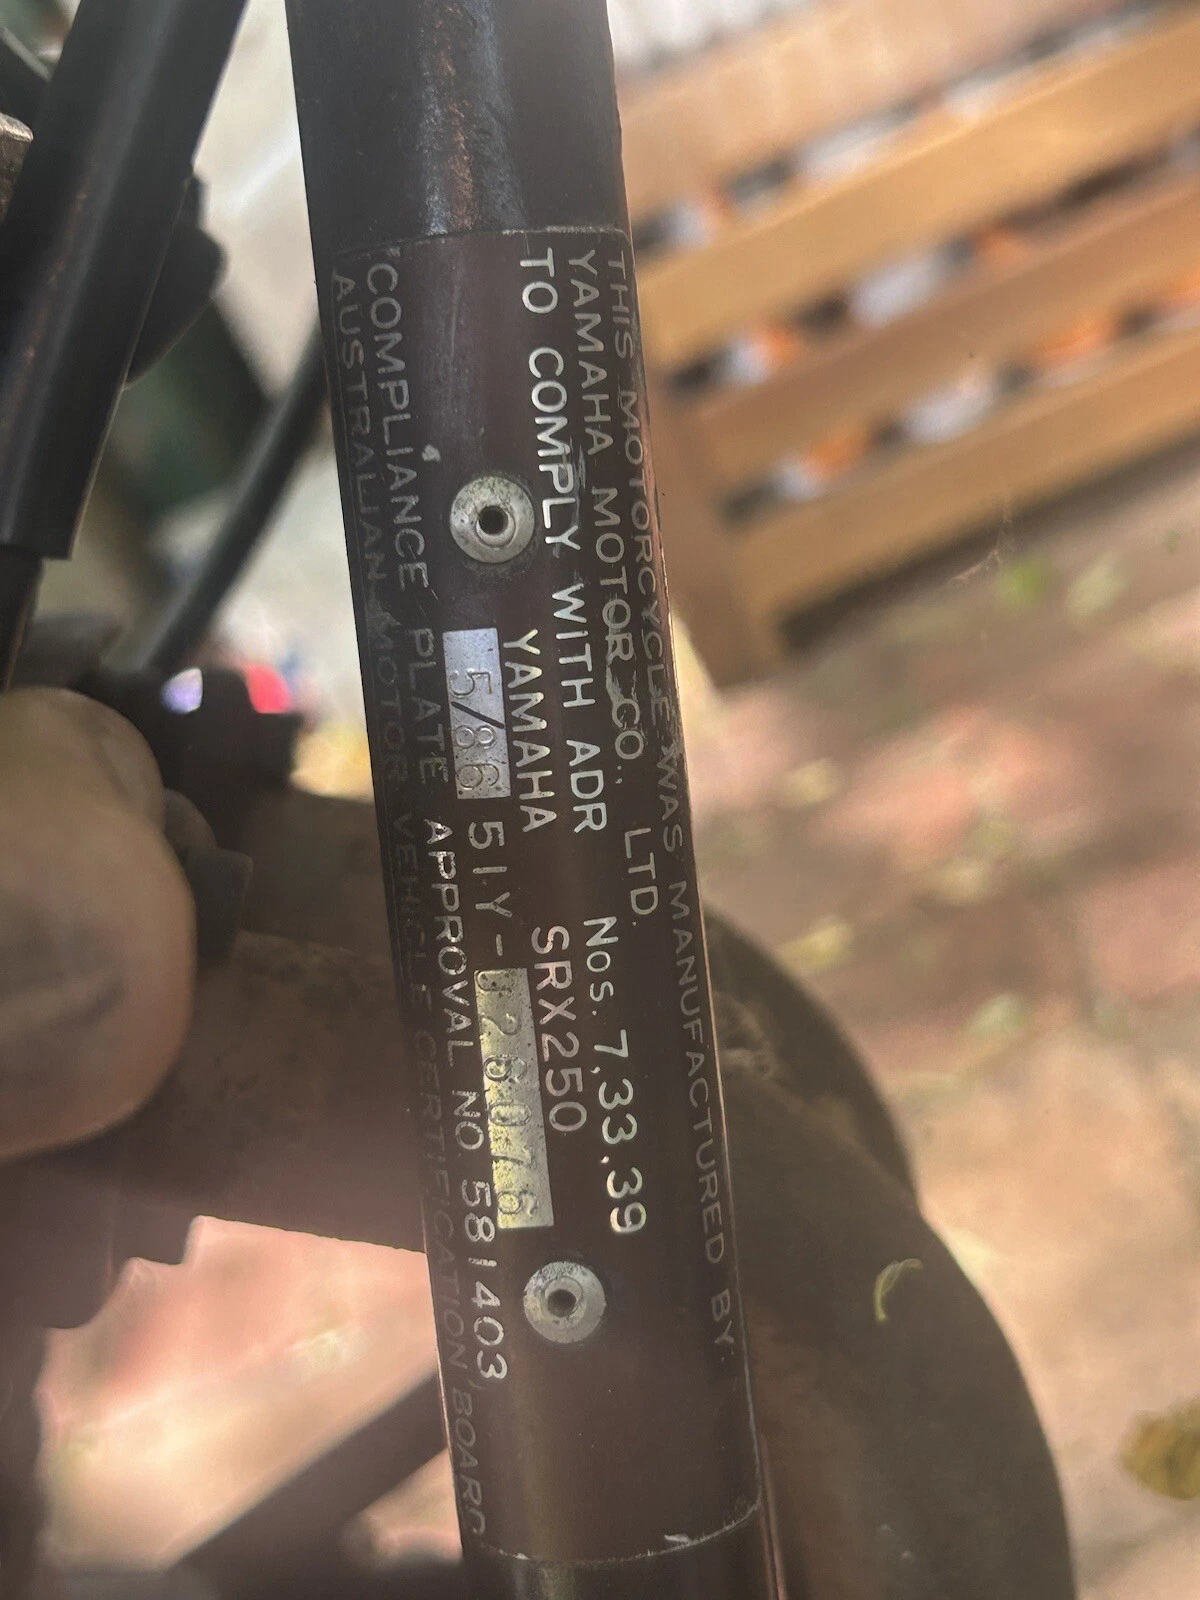 THIS MOTORCYCLE WAS MANUFACTURED BY:
YAMAHA MOTOR CO., LTD.
TO COMPLY WITH ADR Nos. 7,33,39
YAMAHA SRX250
5/86 51Y-026076
COMPLIANCE PLATE APPROVAL NO. 581403
AUSTRALIAN MOTOR VEHICLE CERTIFICATION BOARD